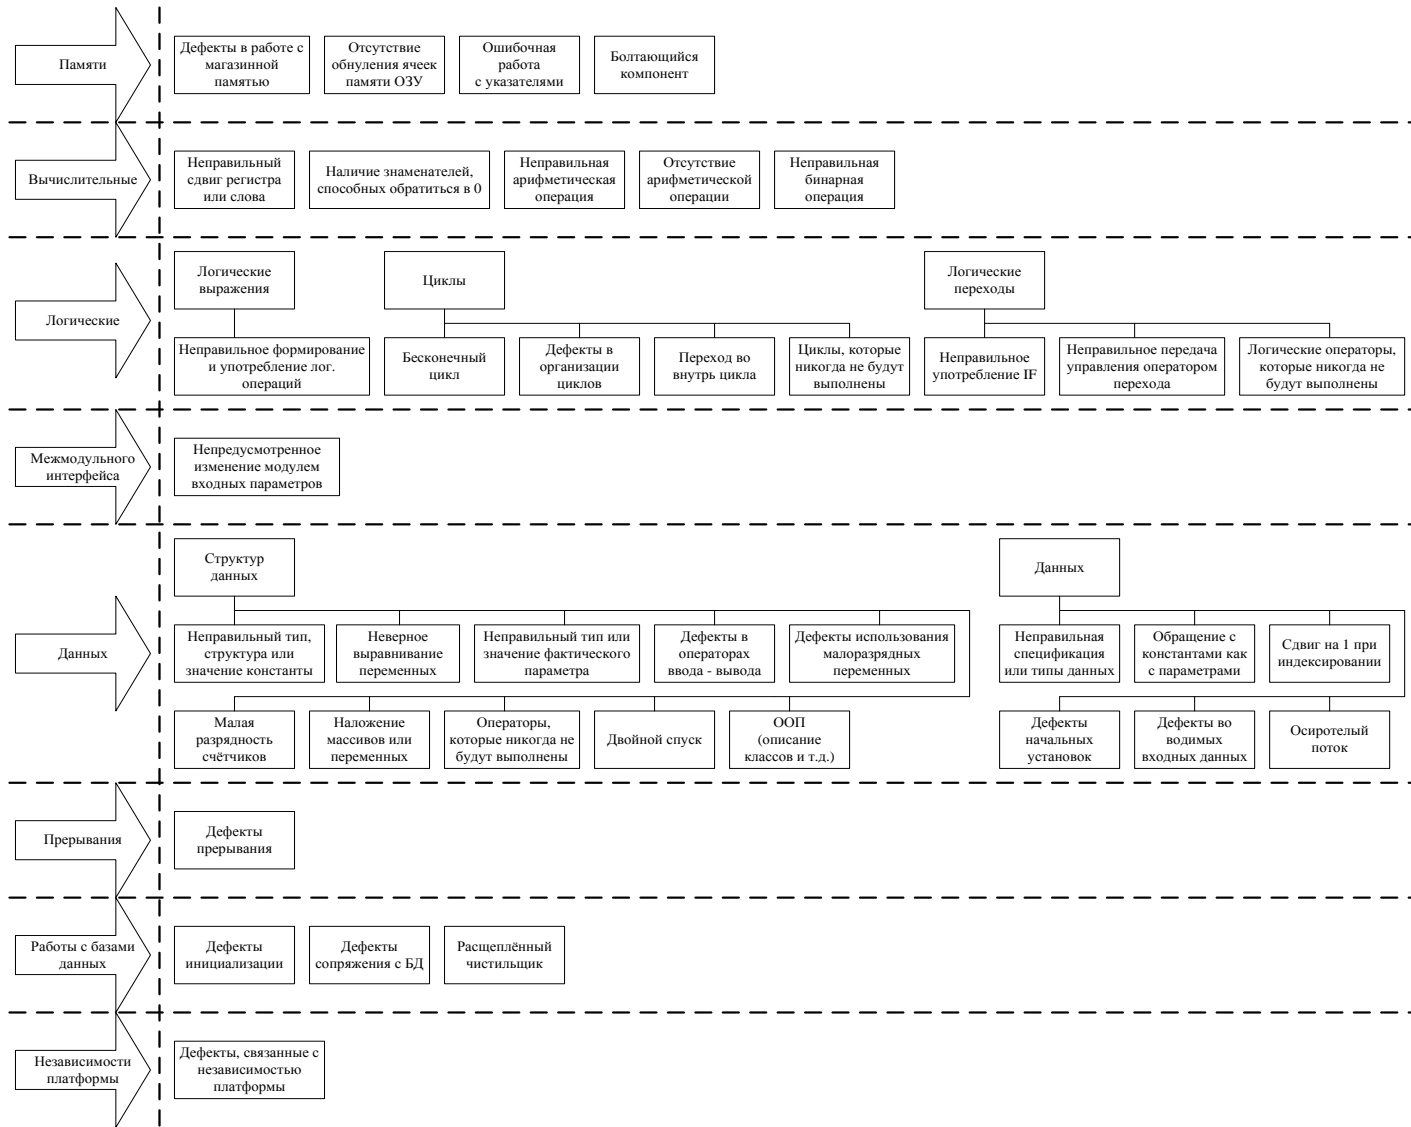 Памяти
Дефекты в работе с
магазинной
памятью
Отсутствие
обнуления ячеек
памяти ОЗУ
Ошибочная
работа
с указателями
Болтающийся
компонент
Вычислительные
Неправильный
сдвиг регистра
или слова
Наличие знаменателей,
способных обратиться в 0
Неправильная
арифметическая
операция
Отсутствие
арифметической
операции
Неправильная
бинарная
операция
Логические
Логические
выражения
Неправильное формирование
и употребление лог.
операций
Циклы
Бесконечный
цикл
Дефекты в
организации
циклов
Переход во
внутрь цикла
Циклы, которые
никогда не будут
выполнены
Логические
переходы
Неправильное
употребление IF
Неправильное передача
управления оператором
перехода
Логические операторы,
которые никогда не
будут выполнены
Межмодульного
интерфейса
Непредусмотренное
изменение модулем
входных параметров
Данных
Структур
данных
Неправильный тип,
структура или
значение константы
Неверное
выравнивание
переменных
Неправильный тип или
значение фактического
параметра
Дефекты в
операторах
ввода - вывода
Дефекты использования
малоразрядных
переменных
Малая
разрядность
счётчиков
Наложение
массивов или
переменных
Операторы,
которые никогда не
будут выполнены
Двойной спуск
ООП
(описание
классов и т.д.)
Данных
Неправильная
спецификация
или типы данных
Обращение с
константами как
с параметрами
Сдвиг на 1 при
индексировании
Дефекты
начальных
установок
Дефекты во
водимых
входных данных
Осиротелый
поток
Прерывания
Дефекты
прерывания
Работы с базами
данных
Дефекты
инициализации
Дефекты
сопряжения с БД
Расщеплённый
чистильщик
Независимости
платформы
Дефекты, связанные с
независимостью
платформы